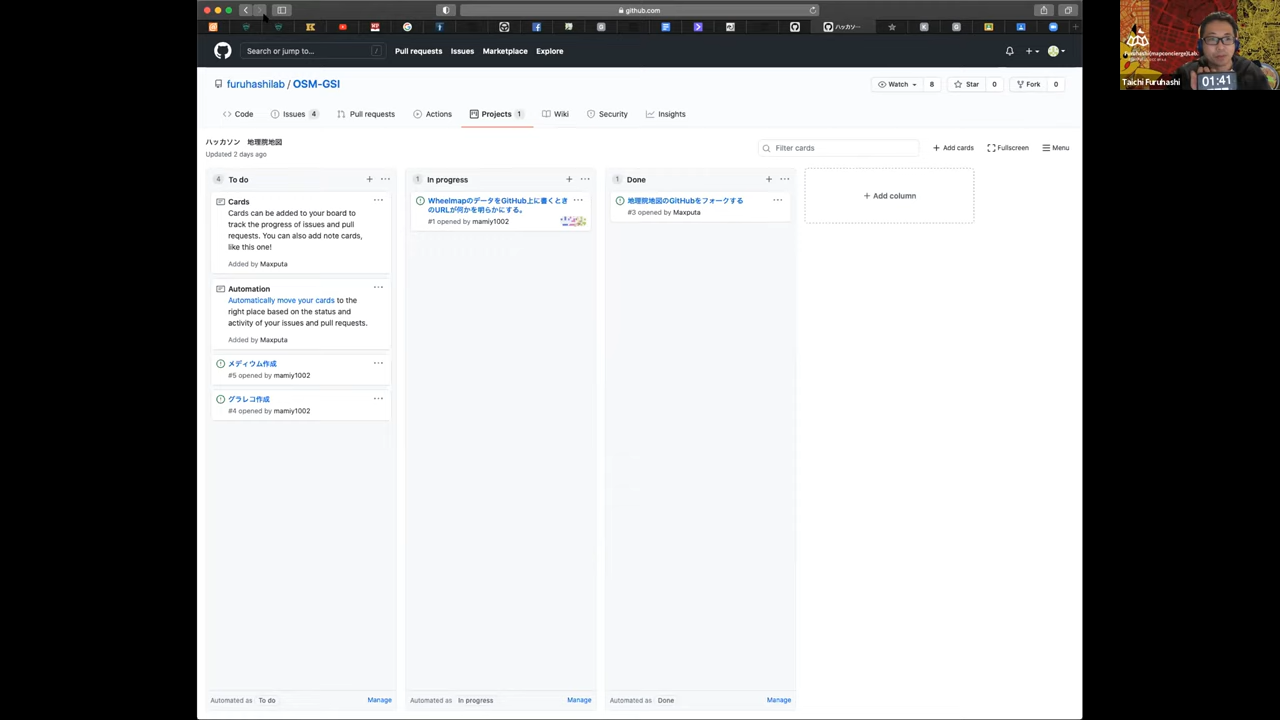 github.com
ハッカソ…
Search or jump to...
/
Pull requests
Issues
Marketplace
Explore
furuhashilab / OSM-GSI
Watch
8
Star
0
Fork
0
Code
Issues 4
Pull requests
Actions
Projects 1
Wiki
Security
Insights
ハッカソン 地理院地図
Updated 2 days ago
Filter cards
Add cards
Fullscreen
Menu
4 To do
Cards
Cards can be added to your board to
track the progress of issues and pull
requests. You can also add note cards,
like this one!
Added by Maxputa
Automation
Automatically move your cards to the
right place based on the status and
activity of your issues and pull requests.
Added by Maxputa
メディウム作成
#5 opened by mamiy1002
グラレコ作成
#4 opened by mamiy1002
Automated as To do
Manage
1 In progress
WheelmapのデータをGitHub上に書くとき
のURLが何かを明らかにする。
#1 opened by mamiy1002
Automated as In progress
Manage
1 Done
地理院地図のGitHubをフォークする
#3 opened by Maxputa
Automated as Done
Manage
Add column
Furuhashi(mapconcierge)Lab.
Taichi Furuhashi
01:41